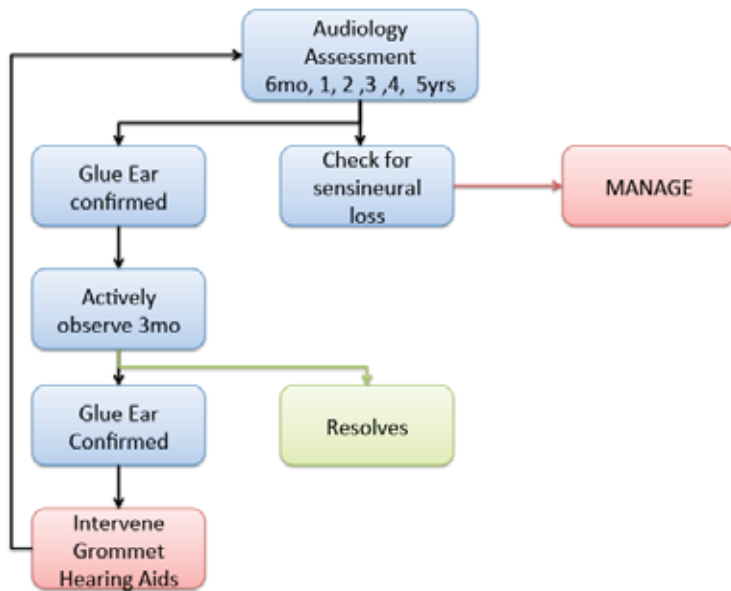 Audiology
Assessment
6mo, 1, 2 ,3 ,4, 5yrs
Glue Ear
confirmed
Check for
sensineural
loss
MANAGE
Actively
observe 3mo
Glue Ear
Confirmed
Resolves
Intervene
Grommet
Hearing Aids